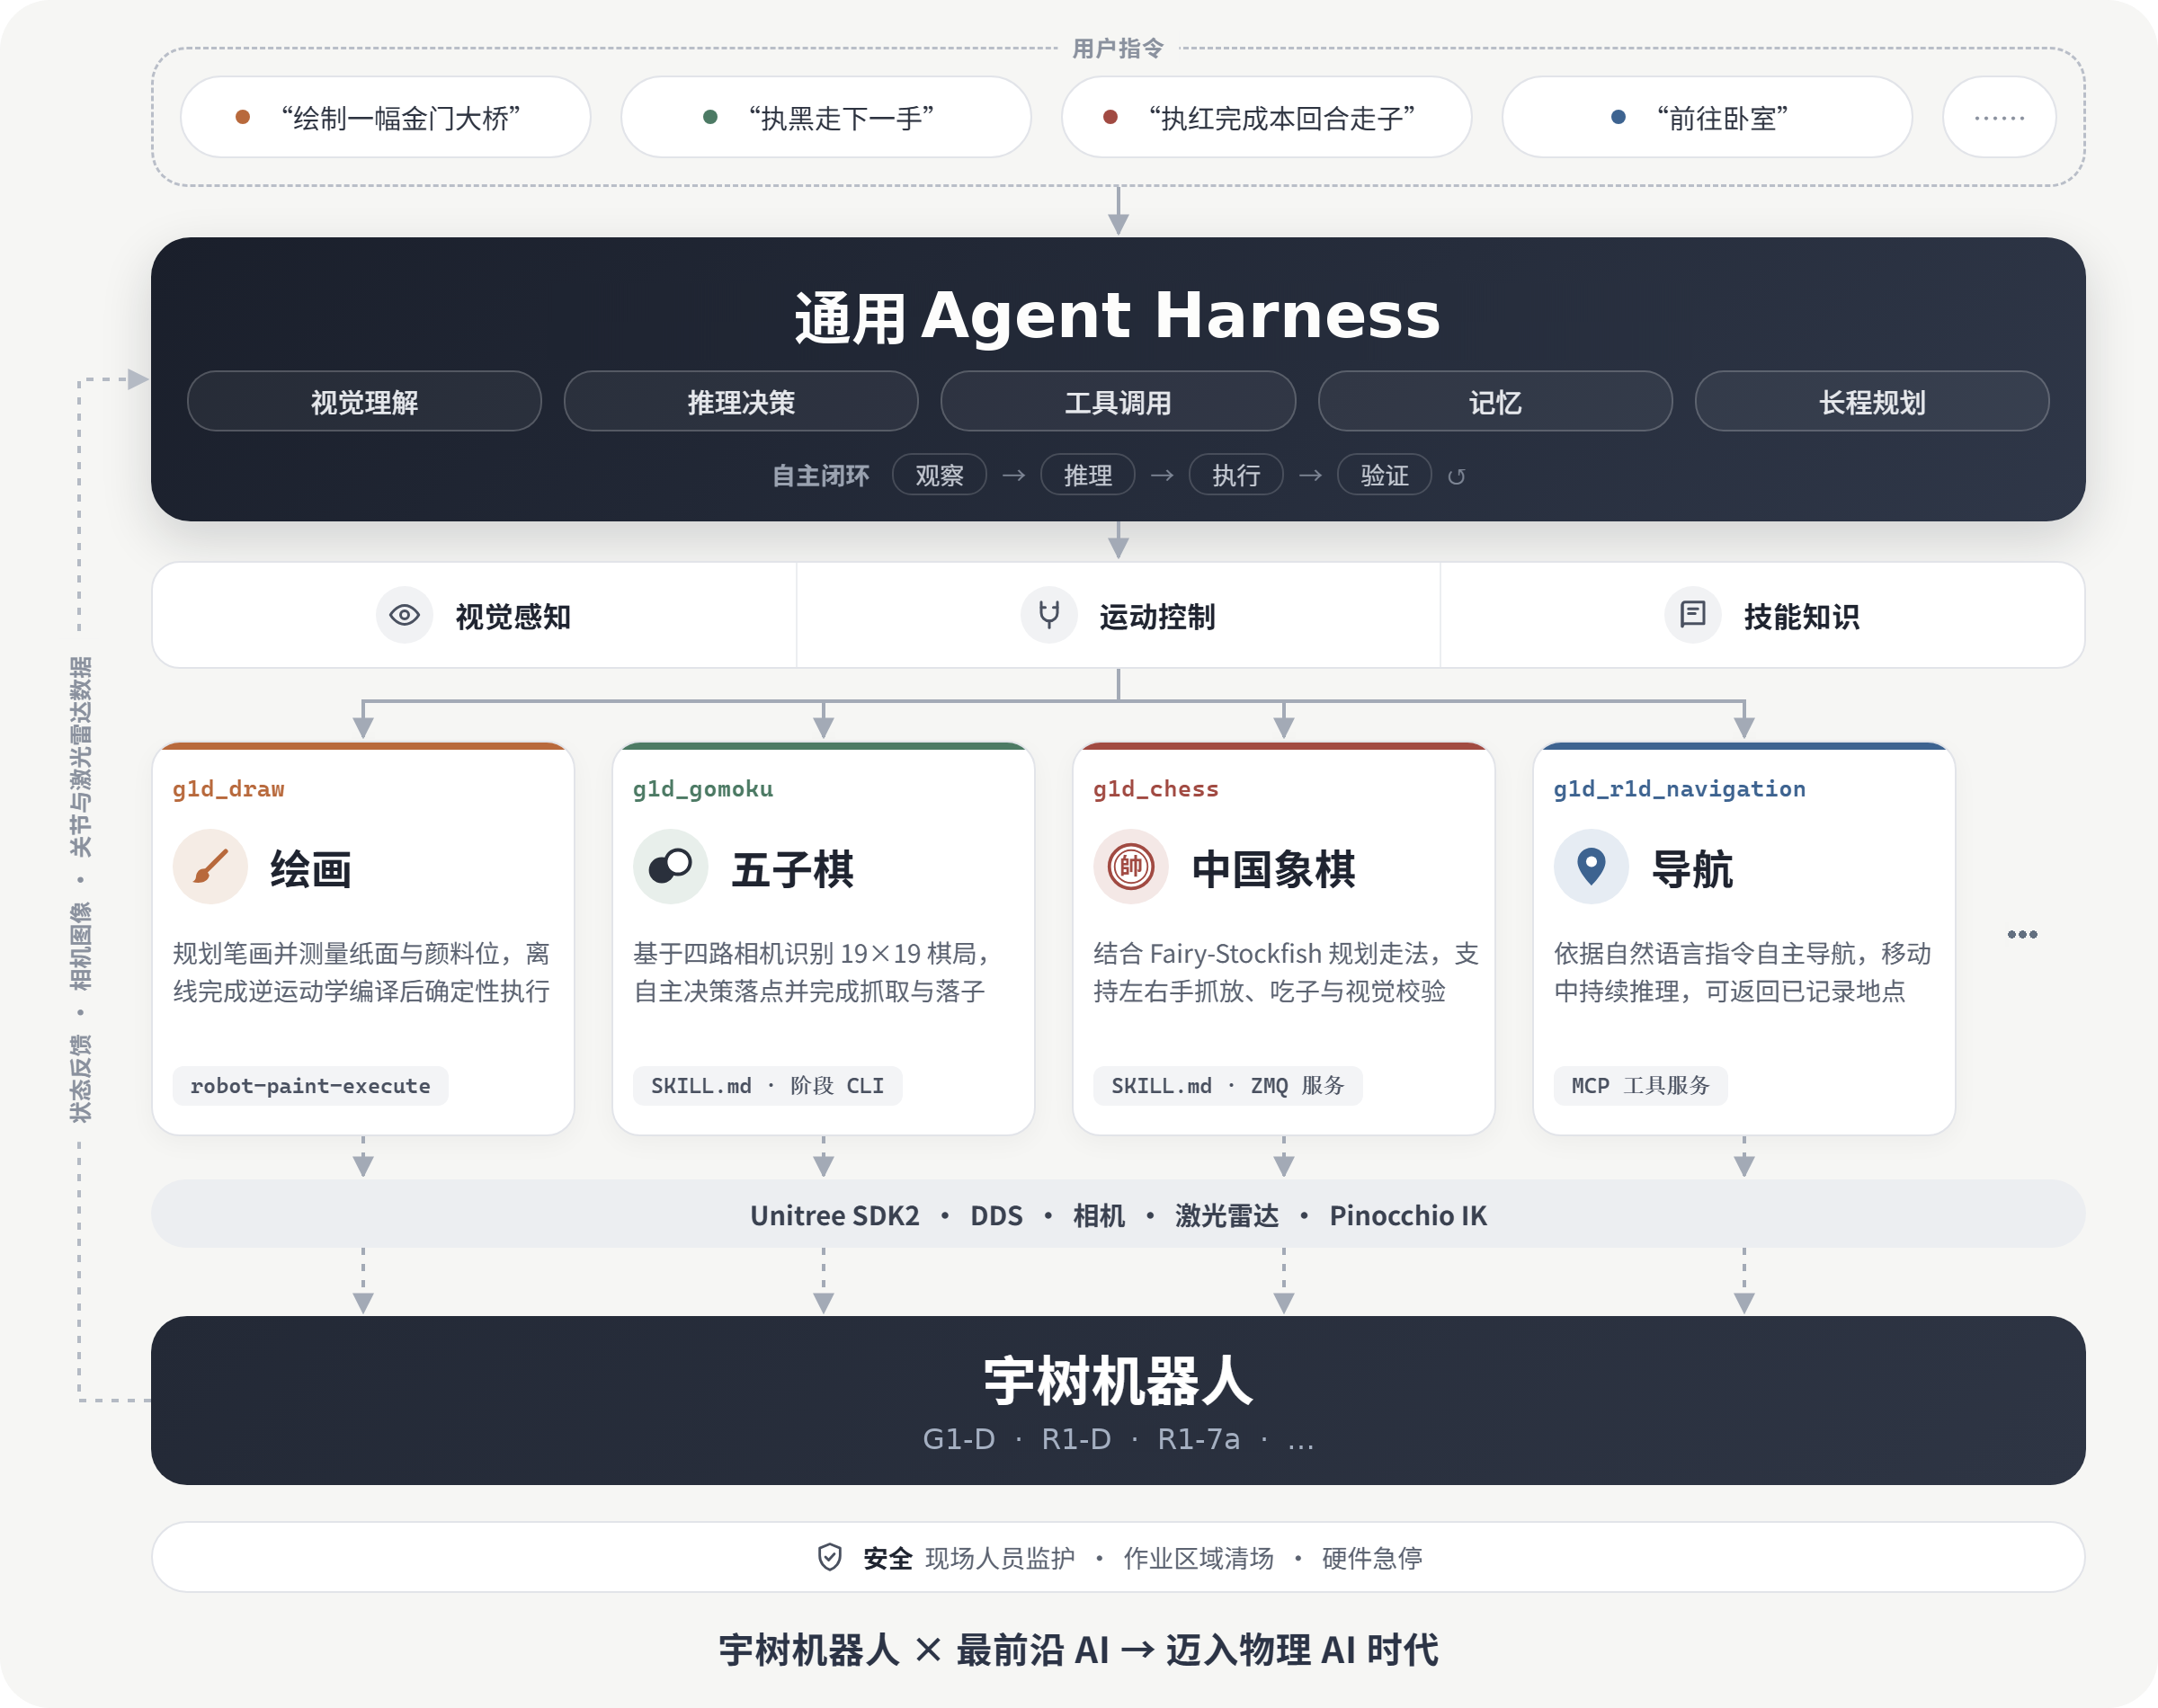 用户指令
“绘制一幅金门大桥”
“执黑走下一手”
“执红完成本回合走子”
“前往卧室”
······
通用 Agent Harness
视觉理解
推理决策
工具调用
记忆
长程规划
自主闭环 观察 → 推理 → 执行 → 验证 ↺
视觉感知
运动控制
技能知识
状态反馈 · 相机图像 · 关节与激光雷达数据
g1d_draw
绘画
规划笔画并测量纸面与颜料位，离
线完成逆运动学编译后确定性执行
robot-paint-execute
g1d_gomoku
五子棋
基于四路相机识别 19×19 棋局，
自主决策落点并完成抓取与落子
SKILL.md · 阶段 CLI
g1d_chess
帥
中国象棋
结合 Fairy-Stockfish 规划走法，支
持左右手抓放、吃子与视觉校验
SKILL.md · ZMQ 服务
g1d_r1d_navigation
导航
依据自然语言指令自主导航，移动
中持续推理，可返回已记录地点
MCP 工具服务
•••
Unitree SDK2 • DDS • 相机 • 激光雷达 • Pinocchio IK
宇树机器人
G1-D · R1-D · R1-7a · …
安全 现场人员监护 • 作业区域清场 • 硬件急停
宇树机器人 × 最前沿 AI → 迈入物理 AI 时代